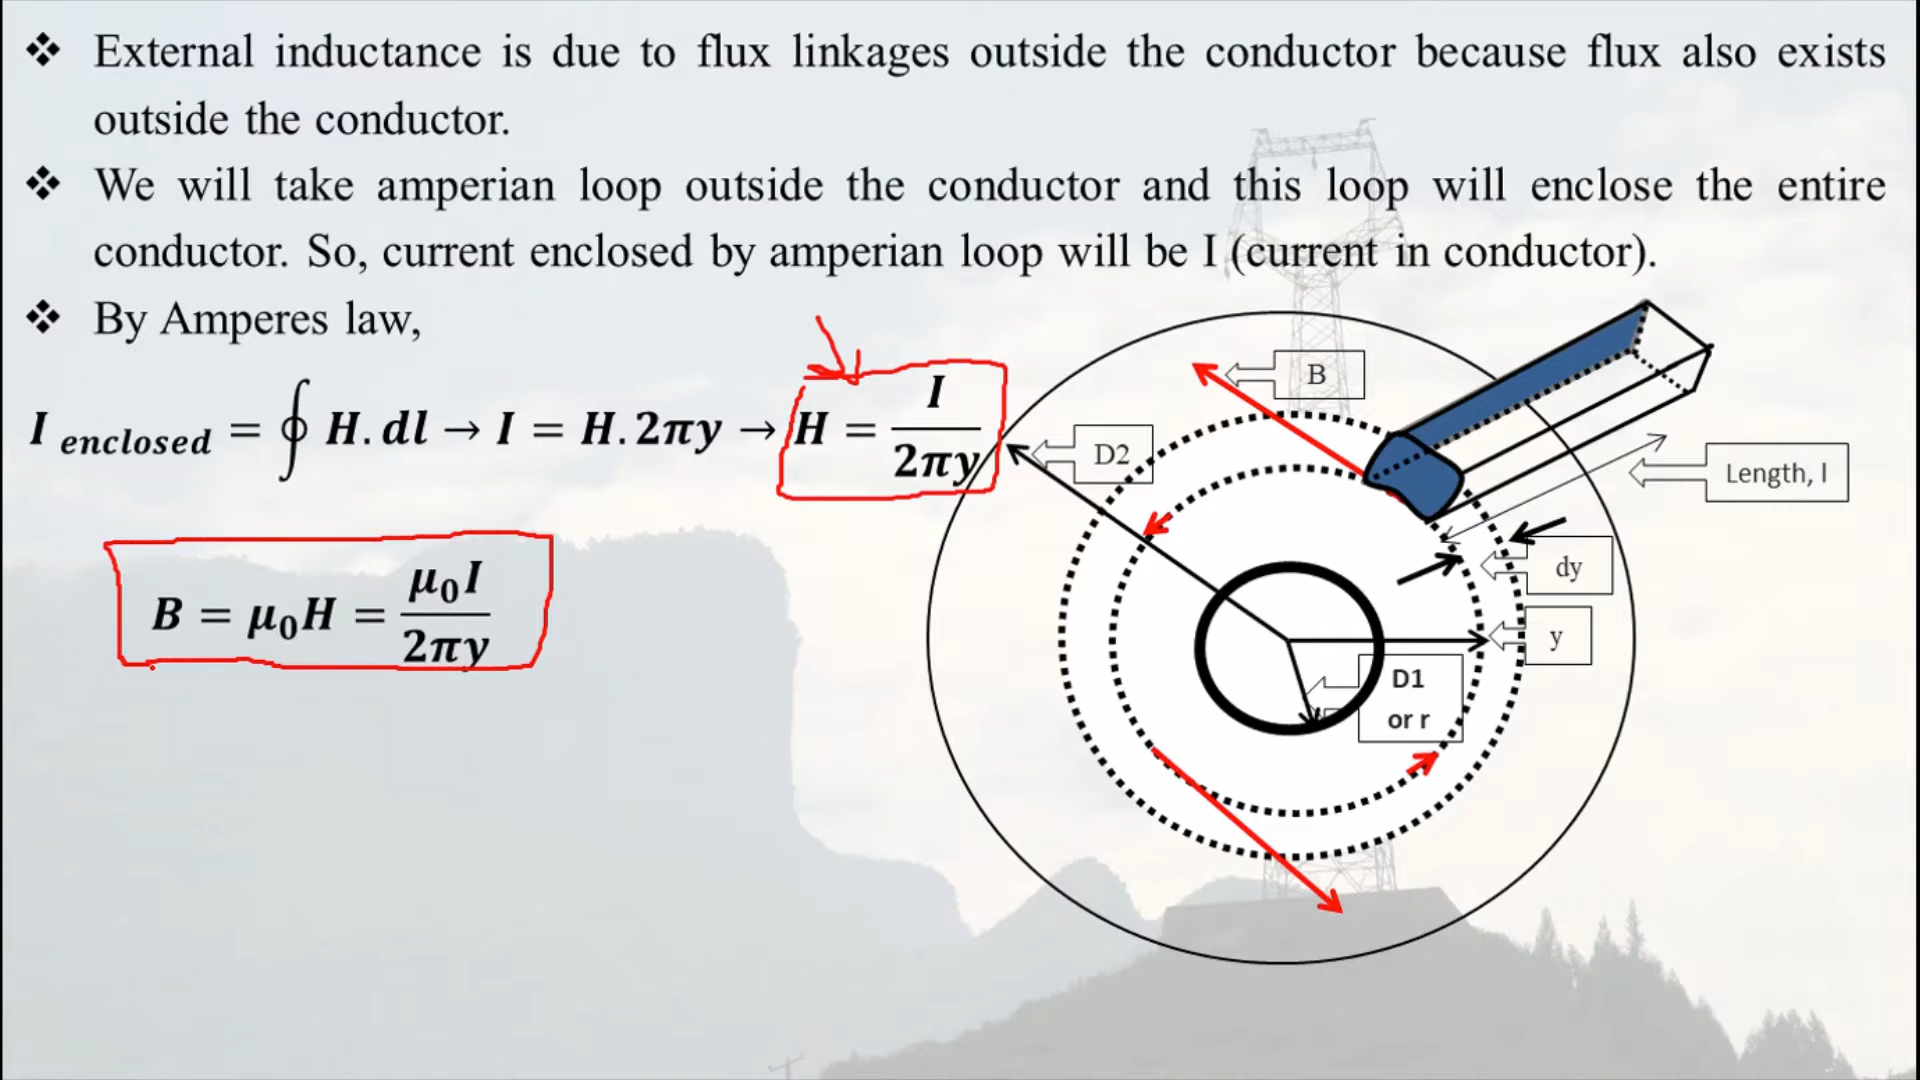 ❖ External inductance is due to flux linkages outside the conductor because flux also exists
outside the conductor.
❖ We will take amperian loop outside the conductor and this loop will enclose the entire
conductor. So, current enclosed by amperian loop will be I (current in conductor).
❖ By Amperes law,
I enclosed = ∮ H.dl → I = H.2πy → H = I / 2πy
B = μ₀H = μ₀I / 2πy
B
D2
Length, l
dy
y
D1
or r